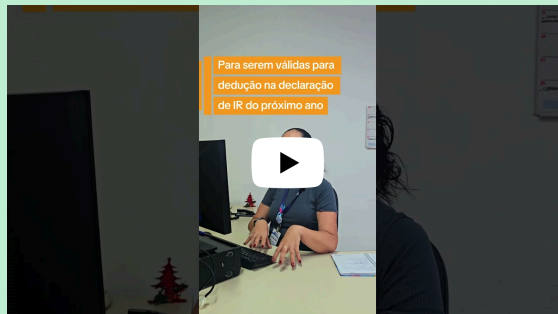 Para serem válidas para
dedução na declaração
de IR do próximo ano